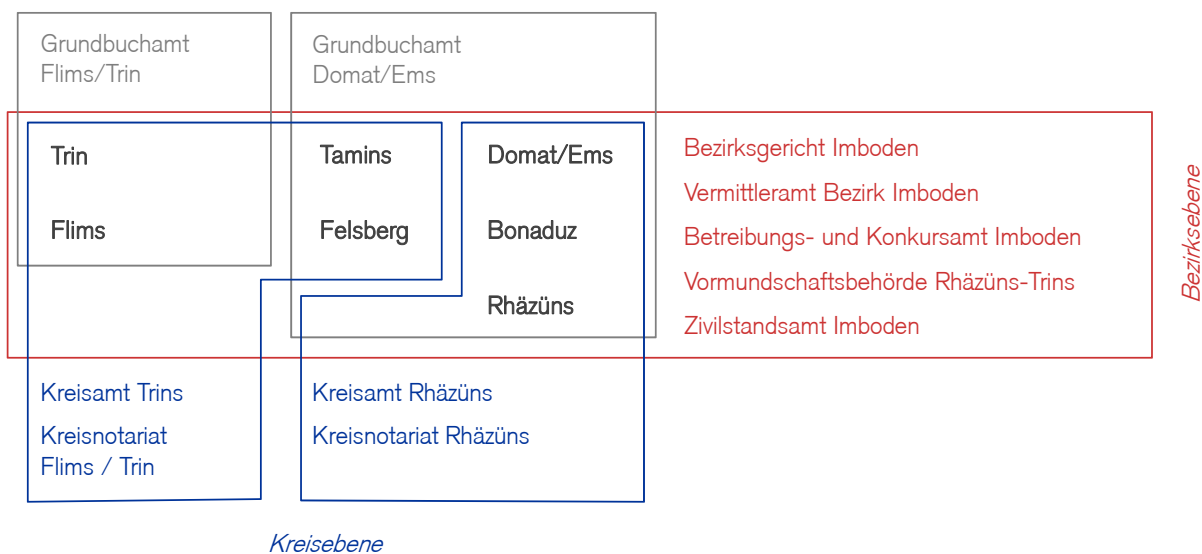 Grundbuchamt
Flims/Trin
Grundbuchamt
Domat/Ems
Trin
Tamins
Domat/Ems
Flims
Felsberg
Bonaduz
Rhäzüns
Bezirksgericht Imboden
Vermittleramt Bezirk Imboden
Betreibungs- und Konkursamt Imboden
Vormundschaftsbehörde Rhäzüns-Trins
Zivilstandsamt Imboden
Bezirksebene
Kreisamt Trins
Kreisnotariat
Flims / Trin
Kreisamt Rhäzüns
Kreisnotariat Rhäzüns
Kreisebene